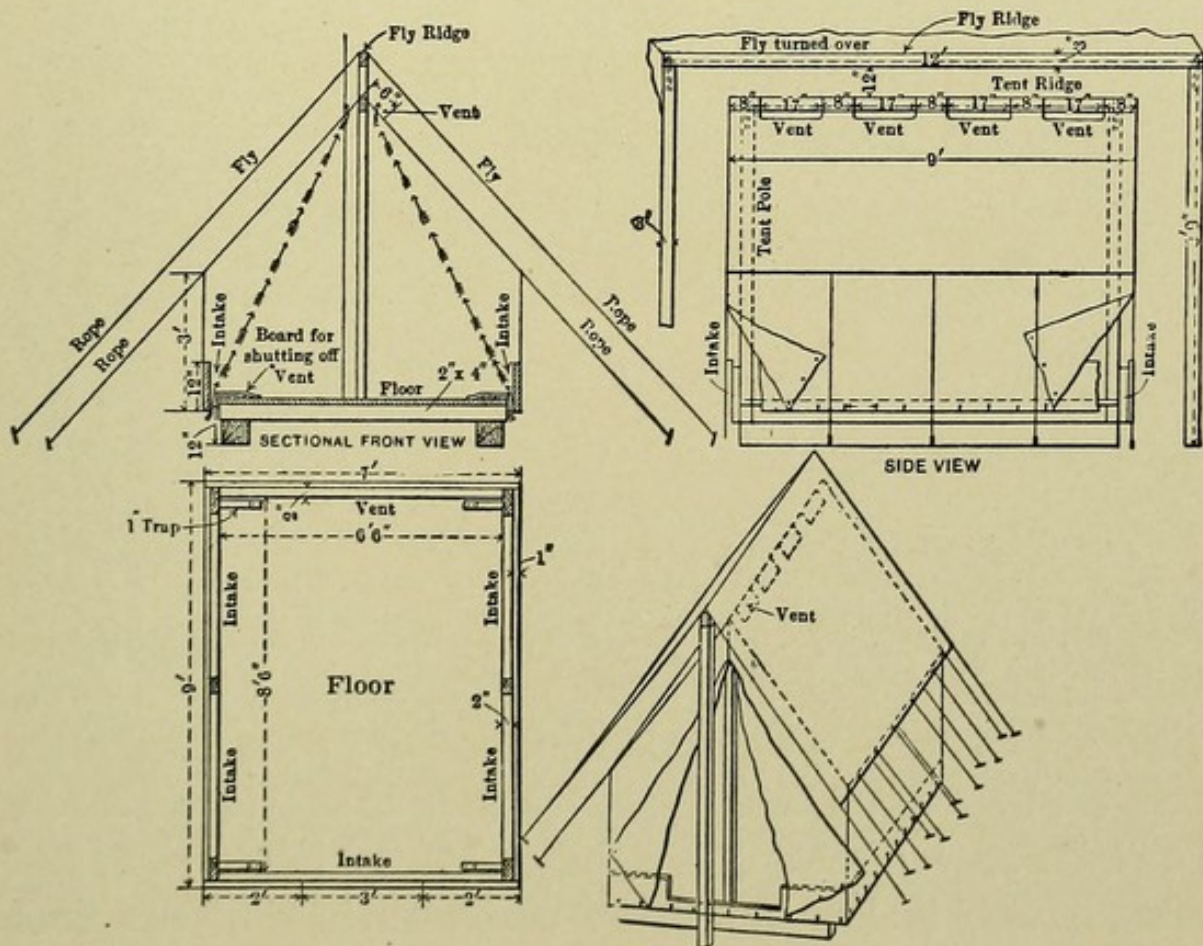 Fly Ridge
6"
Vent
Fly
Fly
Rope
Rope
Rope
Rope
3'
Intake
Intake
Board for
shutting off
Vent
12"
Floor
2" x 4"
12"
SECTIONAL FRONT VIEW
Fly Ridge
Fly turned over
12'
12"
Tent Ridge
8" 17" 8" 17" 8" 17" 8" 17" 8"
Vent Vent Vent Vent
9'
Tent Pole
Intake
Intake
SIDE VIEW
7'
1" Trap
Vent
6'6"
1"
Intake
Intake
9'
8'6"
Floor
2"
Intake
Intake
Intake
2' 3' 2'
Vent